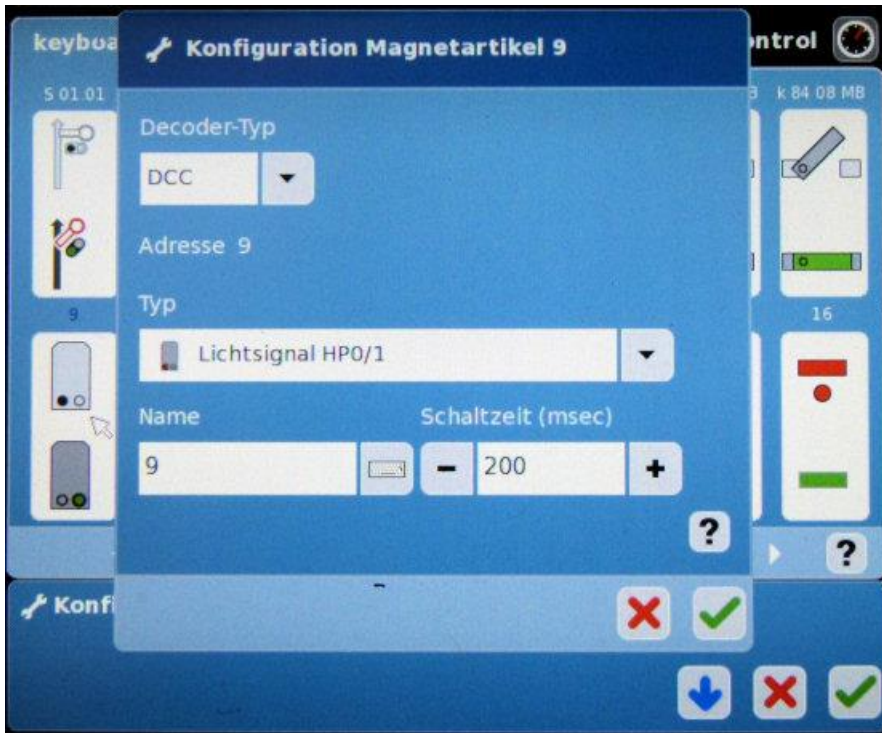 keyboa
Konfiguration Magnetartikel 9
ntrol
S 01.01
k 84 08 MB
Decoder-Typ
DCC
Adresse 9
9
Typ
16
Lichtsignal HP0/1
Name
Schaltzeit (msec)
9
- 200 +
?
?
Konfi